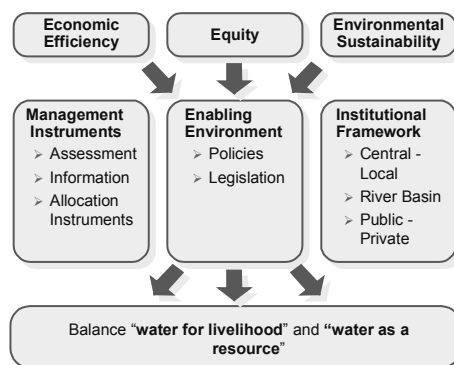 Economic
Efficiency
Equity
Environmental
Sustainability
Management
Instruments
➢ Assessment
➢ Information
➢ Allocation
Instruments
Enabling
Environment
➢ Policies
➢ Legislation
Institutional
Framework
➢ Central -
Local
➢ River Basin
➢ Public -
Private
Balance “water for livelihood” and “water as a
resource”